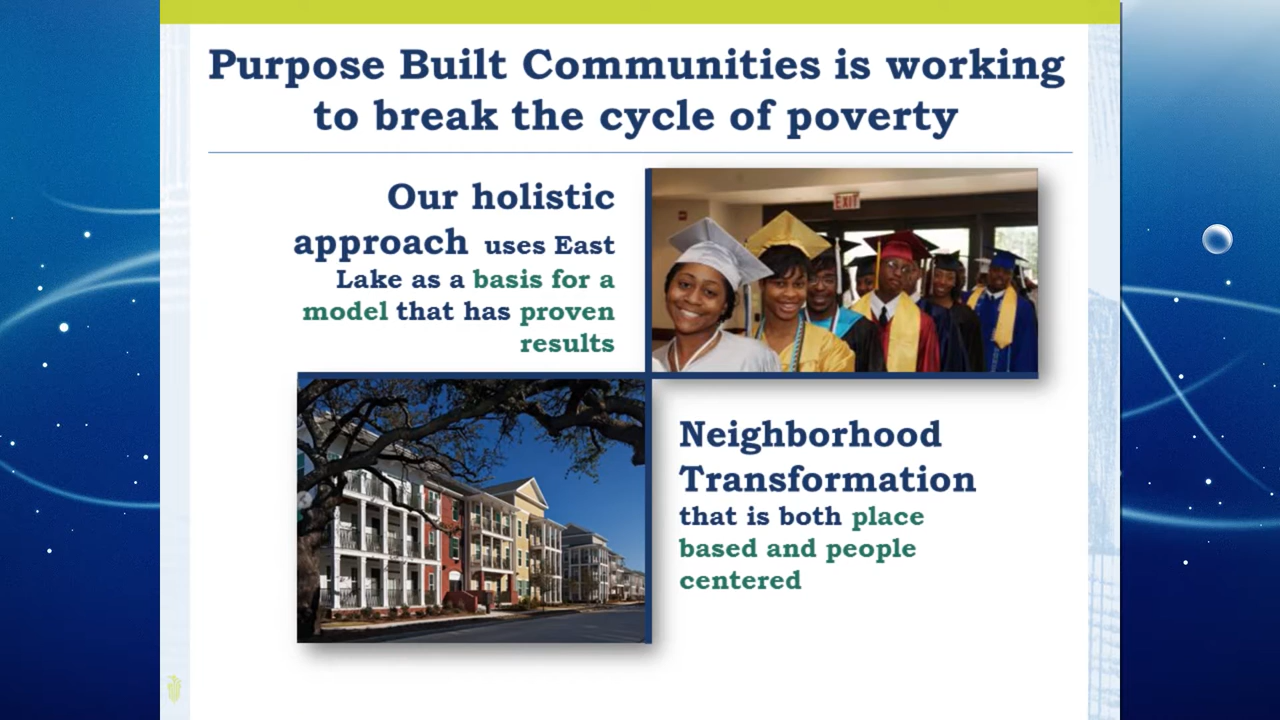 Purpose Built Communities is working
to break the cycle of poverty
Our holistic
approach uses East
Lake as a basis for a
model that has proven
results
EXIT
Neighborhood
Transformation
that is both place
based and people
centered